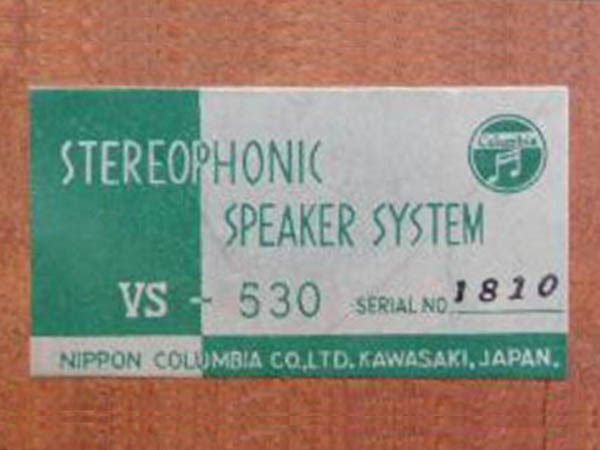 Columbia
STEREOPHONIC
SPEAKER SYSTEM
VS - 530 SERIAL NO 1810
NIPPON COLUMBIA CO.,LTD. KAWASAKI, JAPAN.